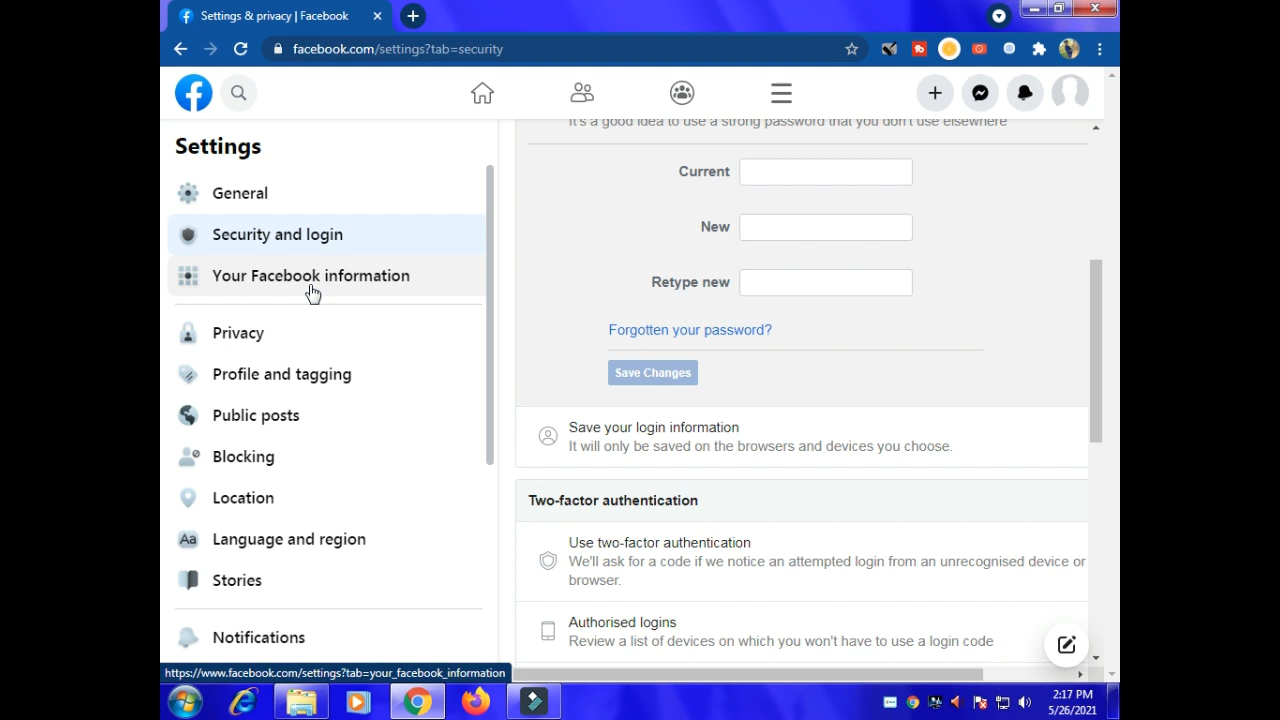 Settings & privacy | Facebook
facebook.com/settings?tab=security
Settings
General
Security and login
Your Facebook information
Privacy
Profile and tagging
Public posts
Blocking
Location
Aa Language and region
Stories
Notifications
It's a good idea to use a strong password that you don't use elsewhere
Current
New
Retype new
Forgotten your password?
Save Changes
Save your login information
It will only be saved on the browsers and devices you choose.
Two-factor authentication
Use two-factor authentication
We'll ask for a code if we notice an attempted login from an unrecognised device or
browser.
Authorised logins
Review a list of devices on which you won't have to use a login code
https://www.facebook.com/settings?tab=your_facebook_information
2:17 PM
5/26/2021